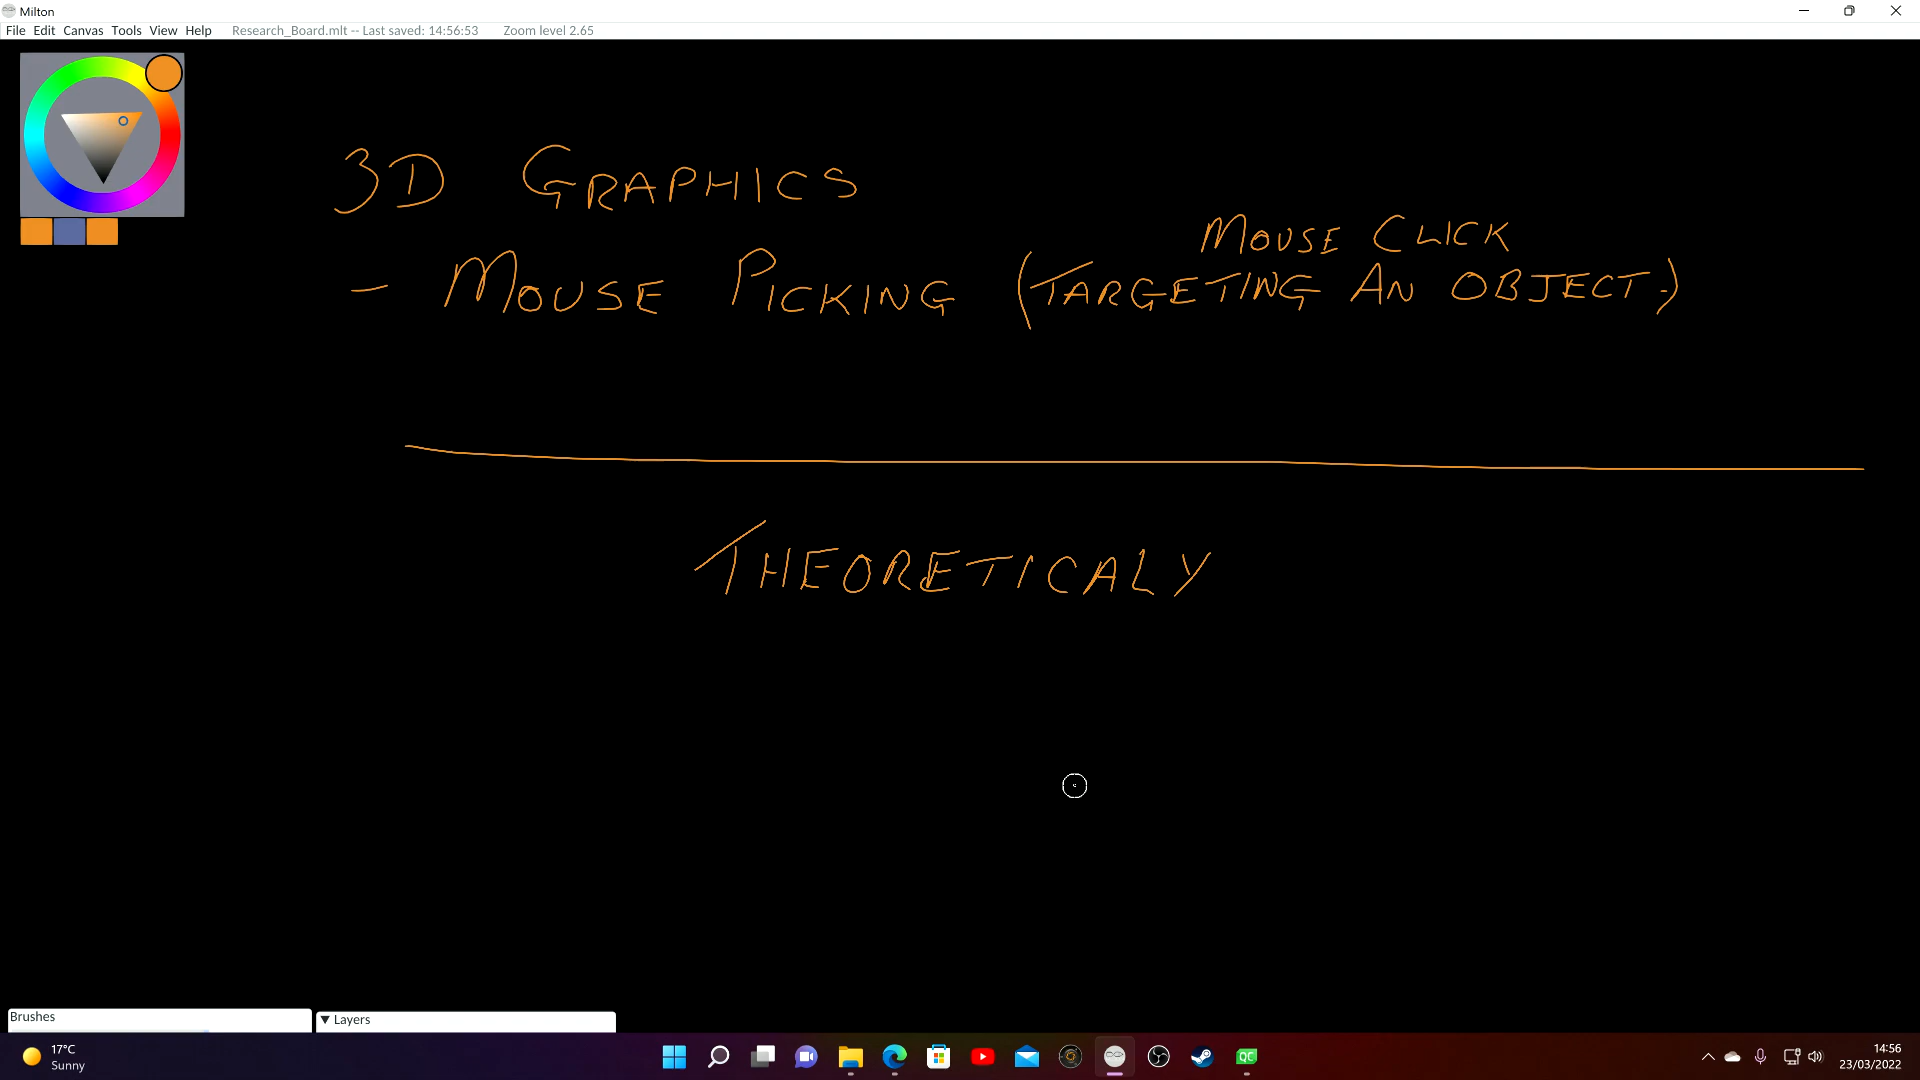 Milton
File Edit Canvas Tools View Help Research_Board.mlt -- Last saved: 14:56:53 Zoom level 2.65
3D GRAPHICS
MOUSE CLICK
- MOUSE PICKING (TARGETING AN OBJECT.)
THEORETICALY
Brushes
▼ Layers
17°C
Sunny
QC
14:56
23/03/2022